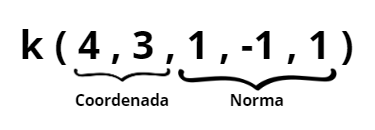 k ( 4 , 3 , 1 , -1 , 1 )
Coordenada Norma